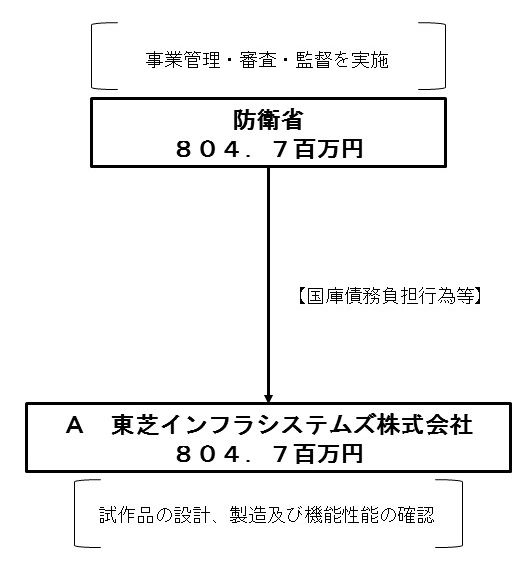 事業管理・審査・監督を実施
防衛省
８０４．７百万円
【国庫債務負担行為等】
Ａ　東芝インフラシステムズ株式会社
８０４．７百万円
試作品の設計、製造及び機能性能の確認